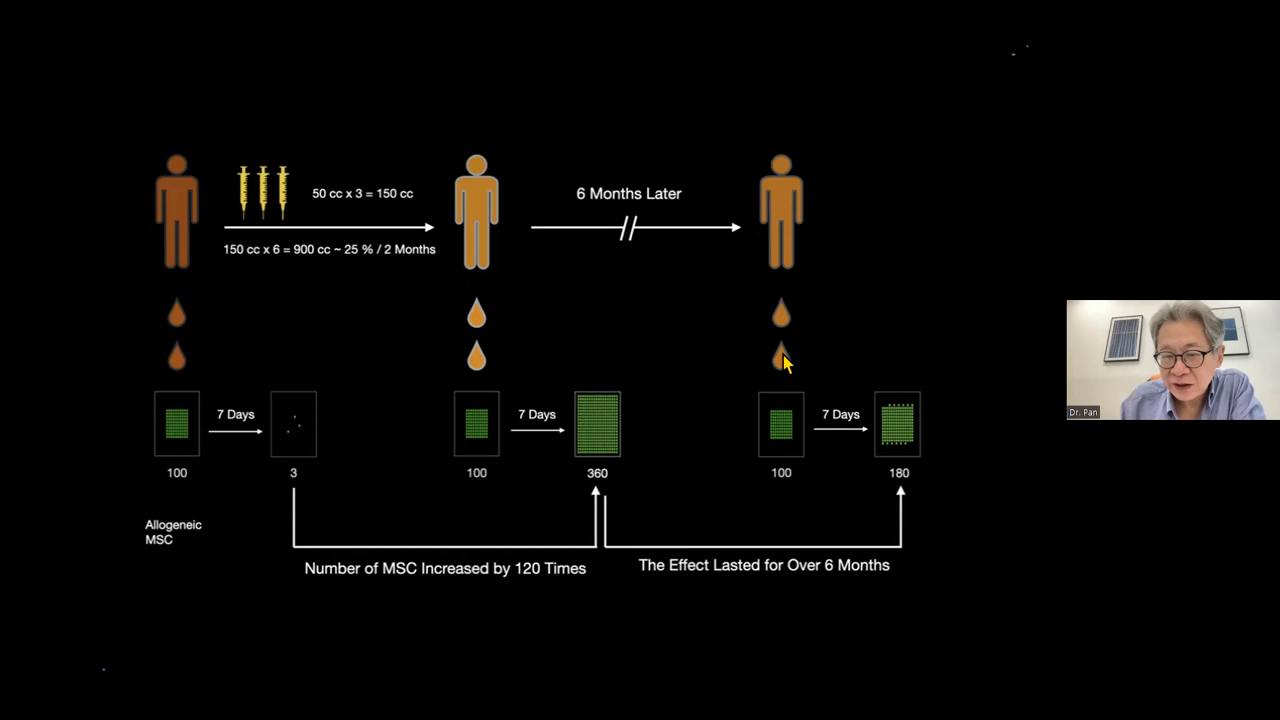 50 cc x 3 = 150 cc
150 cc x 6 = 900 cc ~ 25 % / 2 Months
6 Months Later
7 Days
7 Days
7 Days
100
3
100
360
100
180
Allogeneic
MSC
Number of MSC Increased by 120 Times
The Effect Lasted for Over 6 Months
Dr. Pan